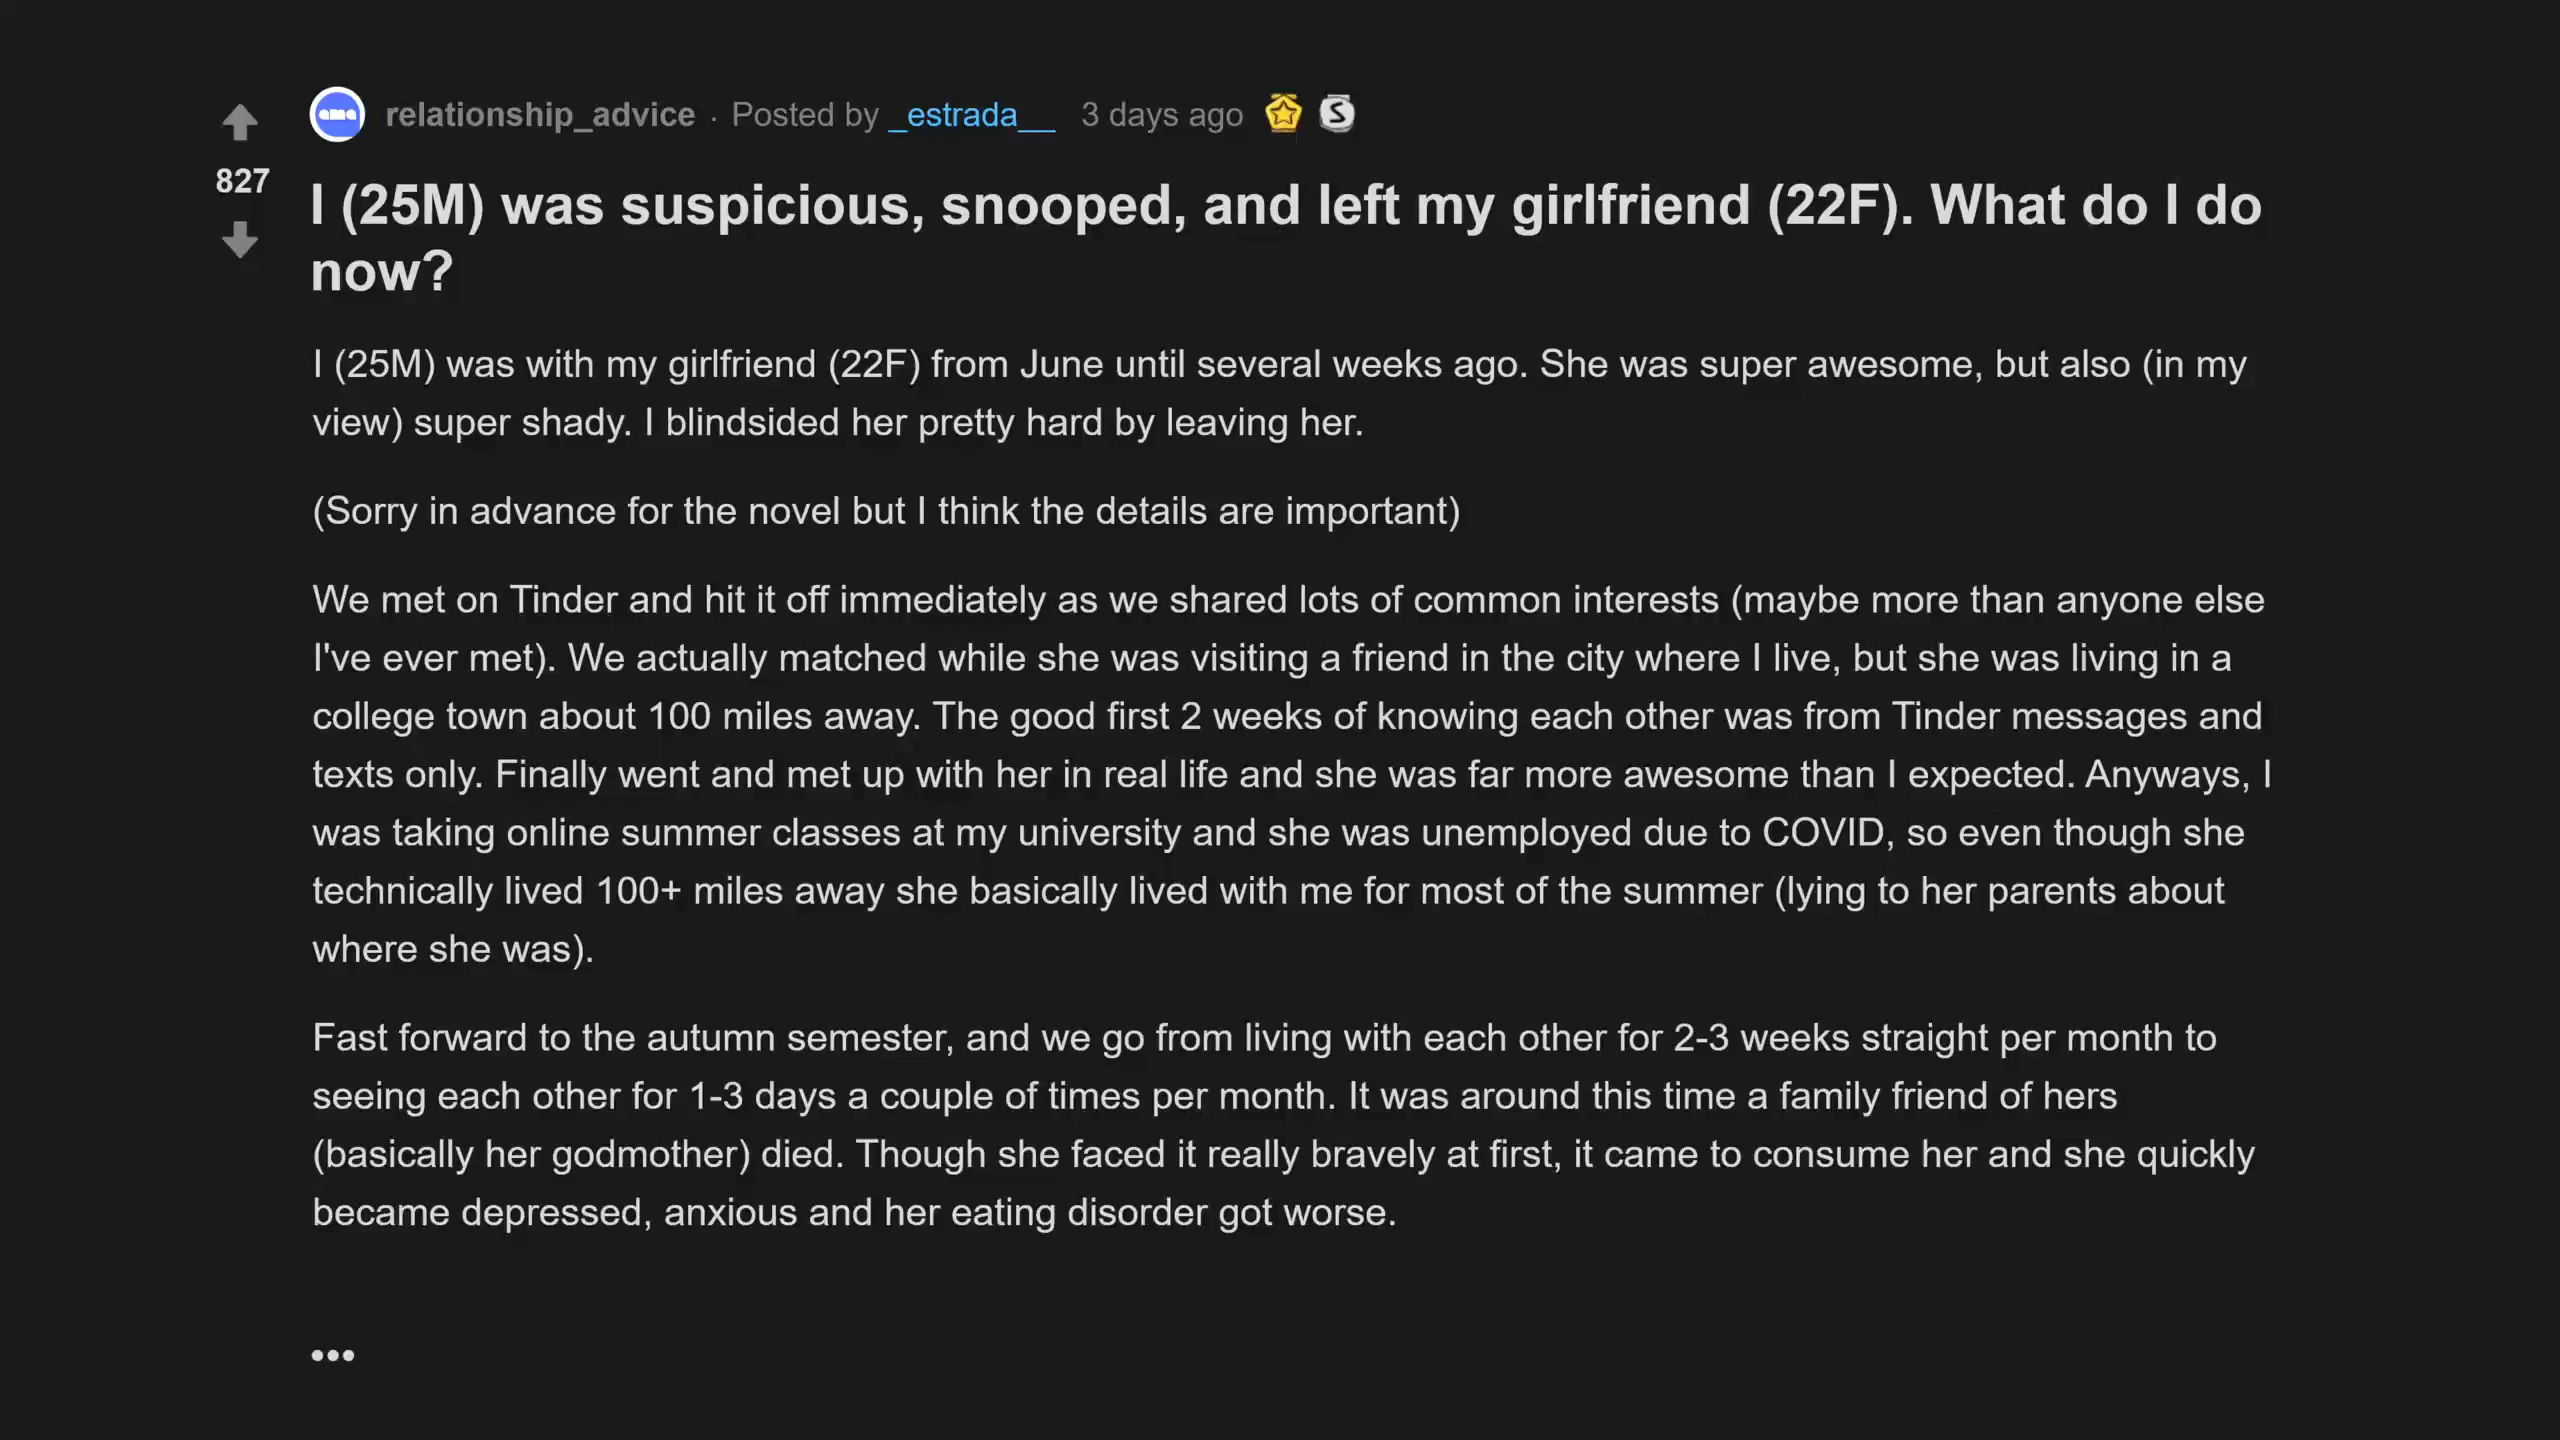 relationship_advice · Posted by _estrada__ 3 days ago
827
I (25M) was suspicious, snooped, and left my girlfriend (22F). What do I do
now?
I (25M) was with my girlfriend (22F) from June until several weeks ago. She was super awesome, but also (in my
view) super shady. I blindsided her pretty hard by leaving her.
(Sorry in advance for the novel but I think the details are important)
We met on Tinder and hit it off immediately as we shared lots of common interests (maybe more than anyone else
I've ever met). We actually matched while she was visiting a friend in the city where I live, but she was living in a
college town about 100 miles away. The good first 2 weeks of knowing each other was from Tinder messages and
texts only. Finally went and met up with her in real life and she was far more awesome than I expected. Anyways, I
was taking online summer classes at my university and she was unemployed due to COVID, so even though she
technically lived 100+ miles away she basically lived with me for most of the summer (lying to her parents about
where she was).
Fast forward to the autumn semester, and we go from living with each other for 2-3 weeks straight per month to
seeing each other for 1-3 days a couple of times per month. It was around this time a family friend of hers
(basically her godmother) died. Though she faced it really bravely at first, it came to consume her and she quickly
became depressed, anxious and her eating disorder got worse.
•••